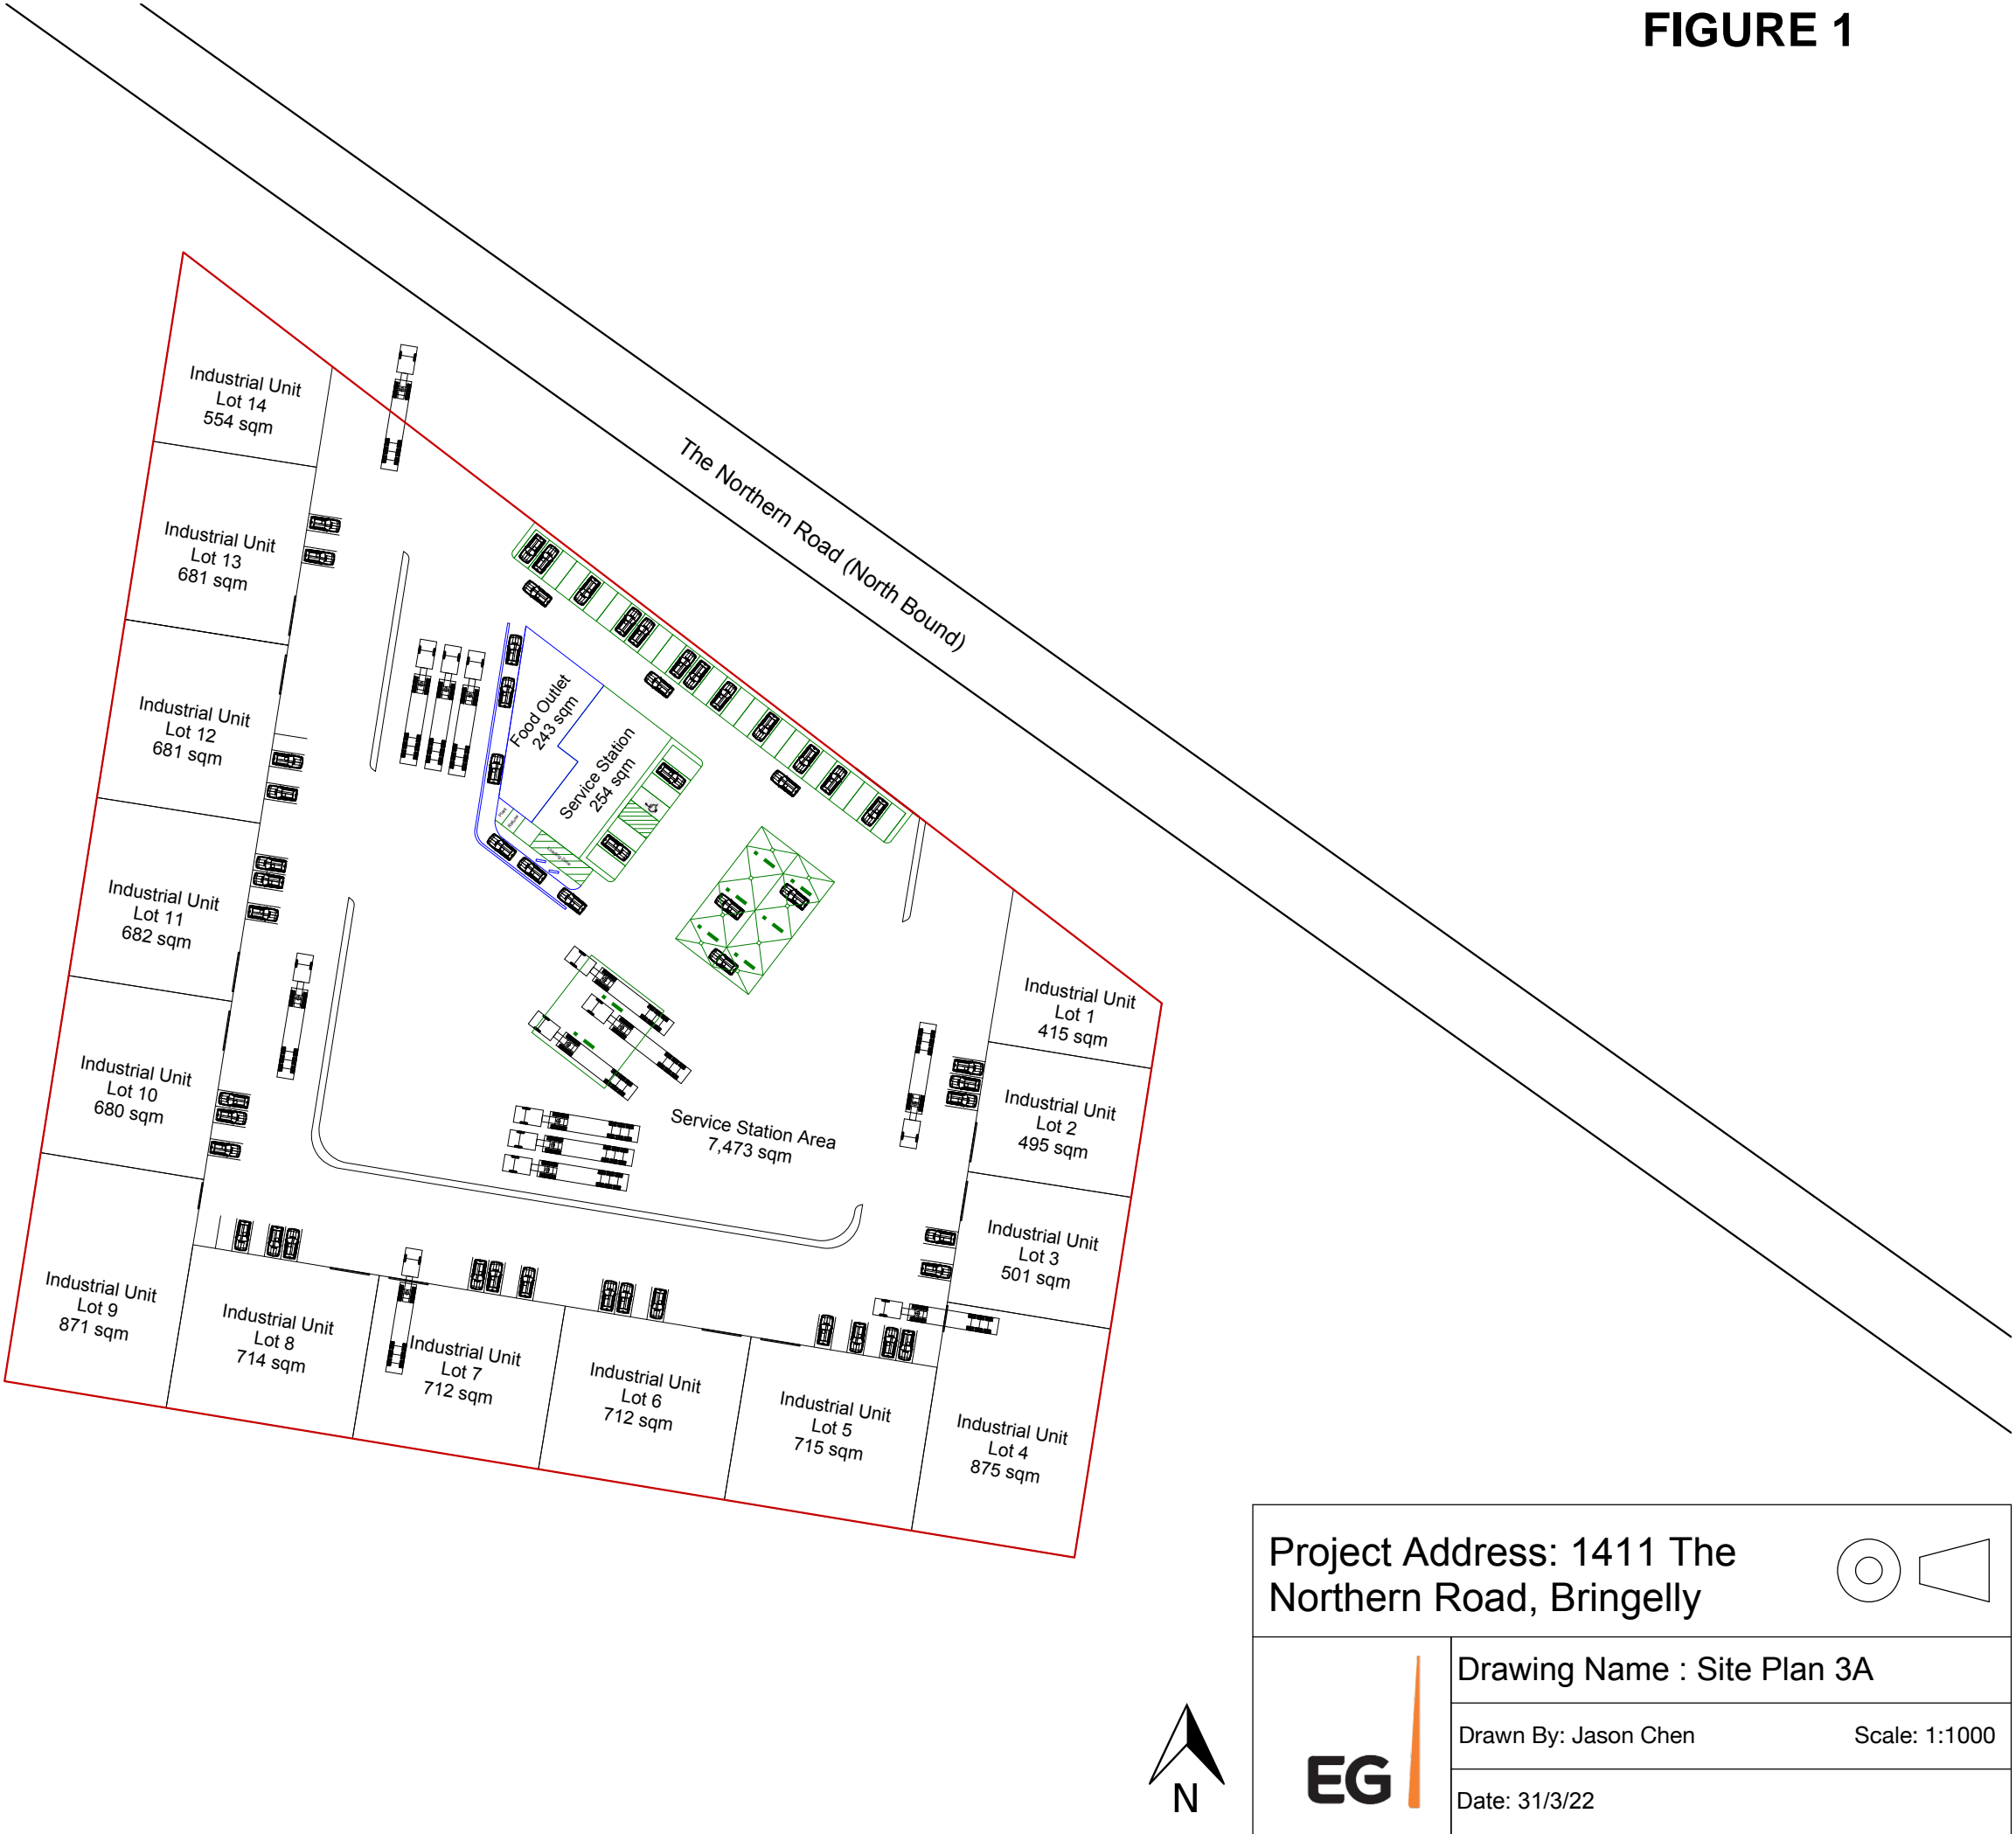 FIGURE 1
The Northern Road (North Bound)
Industrial Unit
Lot 14
554 sqm
Industrial Unit
Lot 13
681 sqm
Industrial Unit
Lot 12
681 sqm
Industrial Unit
Lot 11
682 sqm
Industrial Unit
Lot 10
680 sqm
Industrial Unit
Lot 9
871 sqm
Industrial Unit
Lot 8
714 sqm
Industrial Unit
Lot 7
712 sqm
Industrial Unit
Lot 6
712 sqm
Industrial Unit
Lot 5
715 sqm
Industrial Unit
Lot 4
875 sqm
Industrial Unit
Lot 3
501 sqm
Industrial Unit
Lot 2
495 sqm
Industrial Unit
Lot 1
415 sqm
Food Outlet
243 sqm
Service Station
254 sqm
Service Station Area
7,473 sqm
Project Address: 1411 The
Northern Road, Bringelly
Drawing Name : Site Plan 3A
Drawn By: Jason Chen
Scale: 1:1000
Date: 31/3/22
EG
N